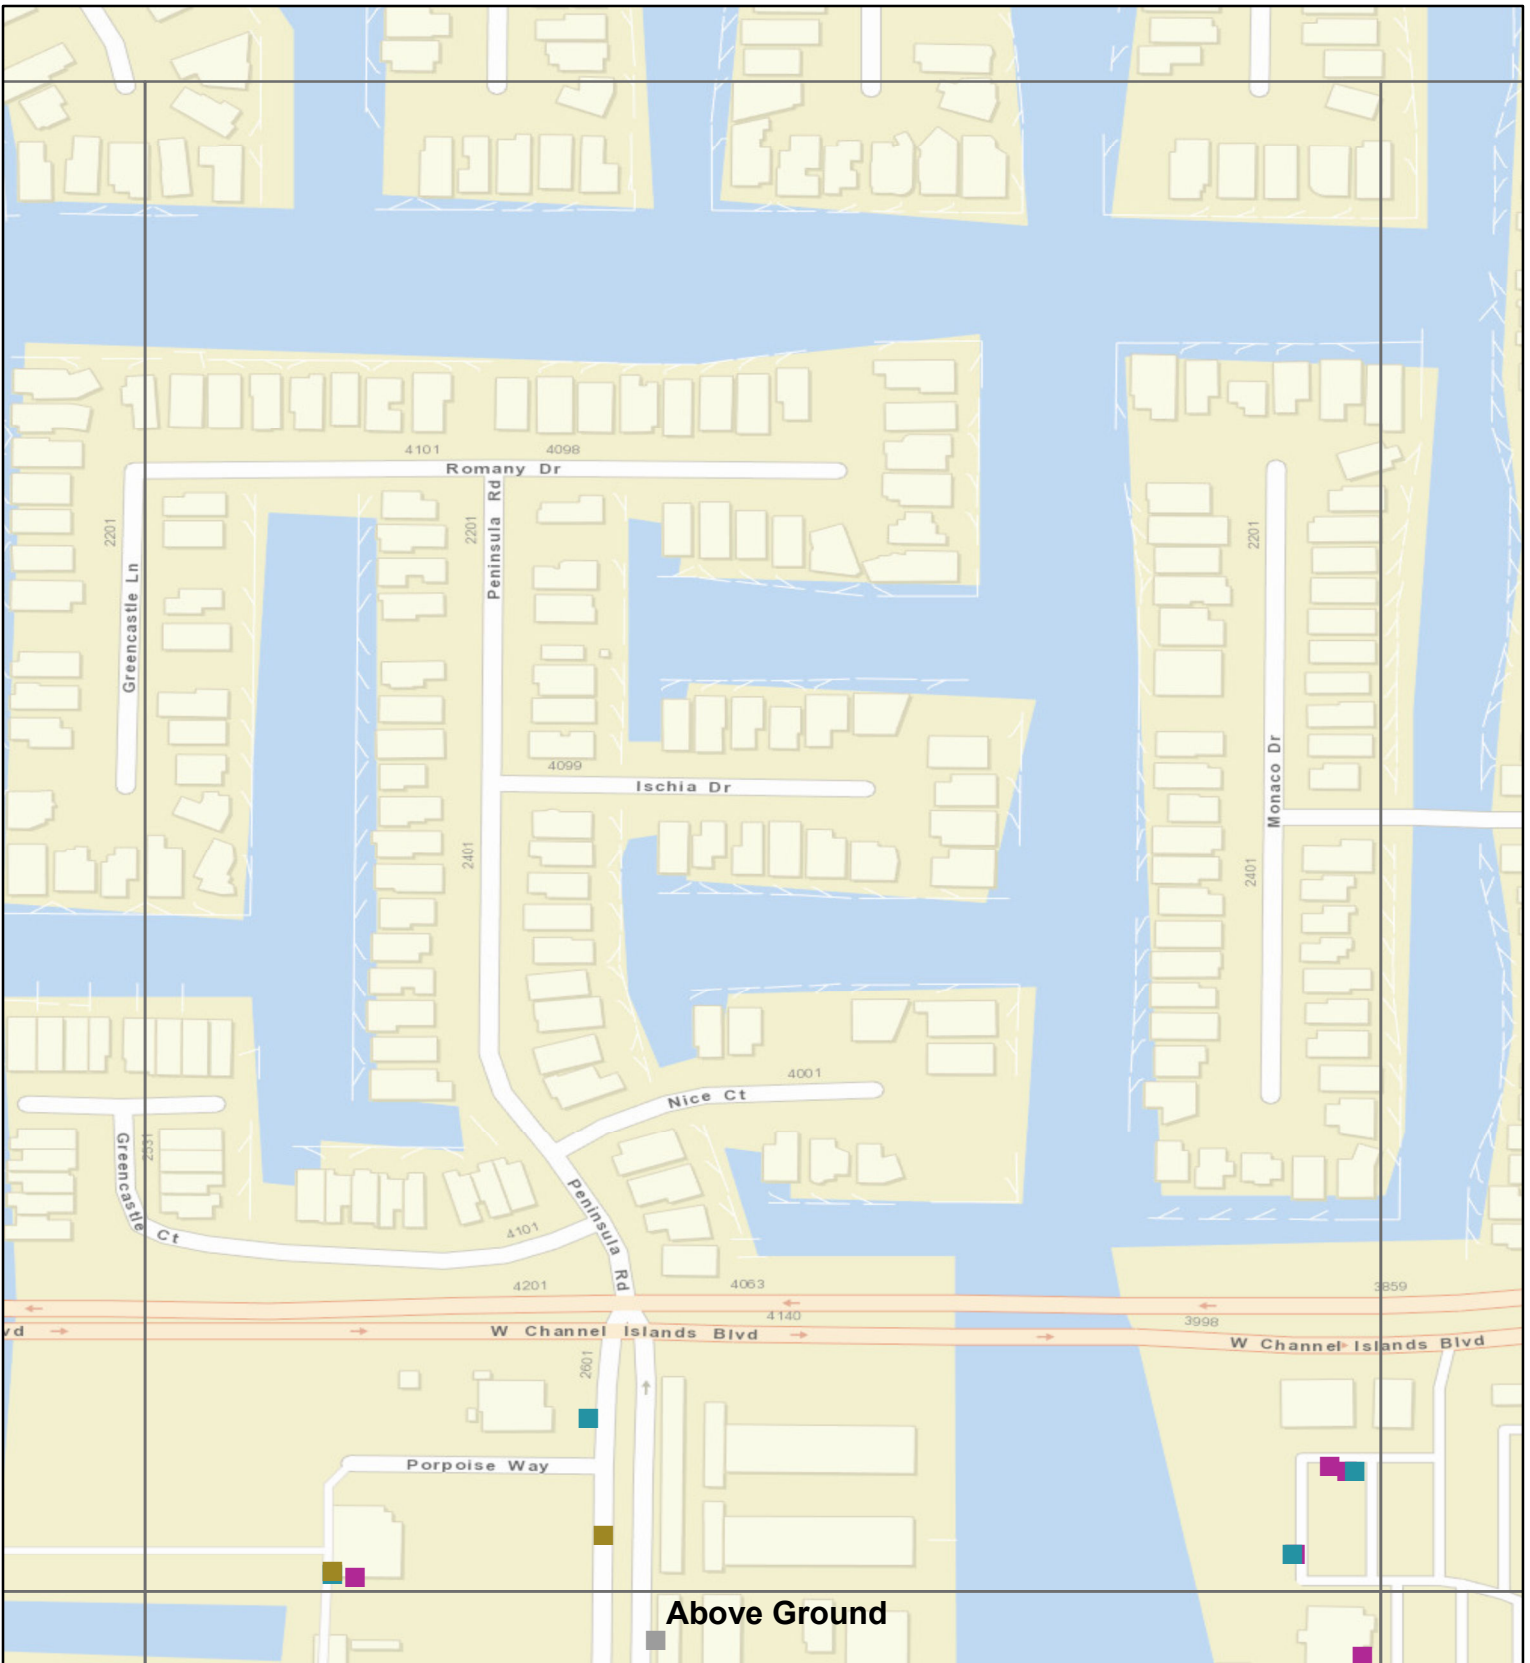 4101
4098
Romany Dr
2201
Greencastle Ln
2201
Peninsula Rd
2201
Monaco Dr
4099
Ischia Dr
2401
2401
4001
Nice Ct
2531
Greencastle Ct
4101
Peninsula Rd
4201
4063
3859
4140
3998
vd
W Channel Islands Blvd
W Channel Islands Blvd
2601
Porpoise Way
Above Ground